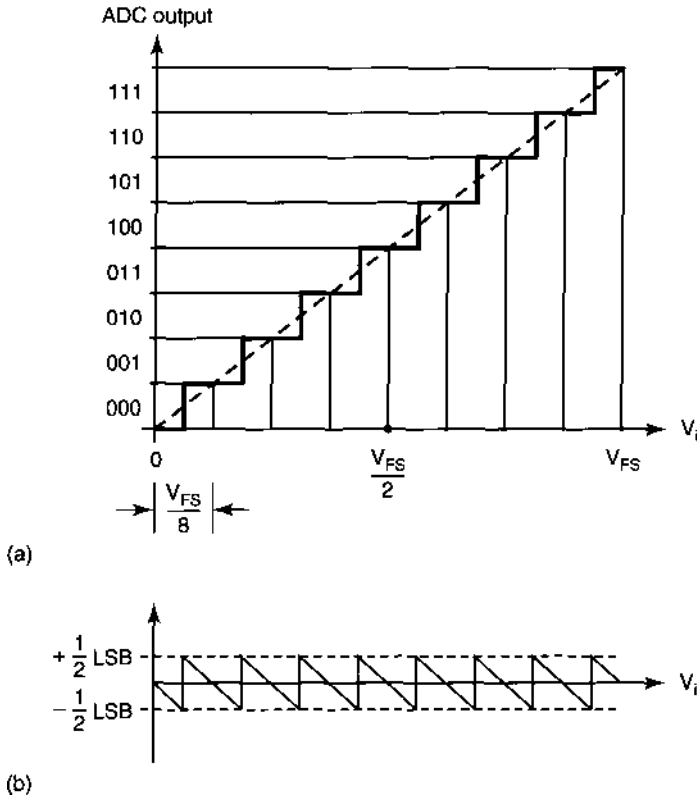 ADC output
111
110
101
100
011
010
001
000
0
V_FS/2
V_FS
V_i
V_FS/8
(a)
+ 1/2 LSB
- 1/2 LSB
V_i
(b)